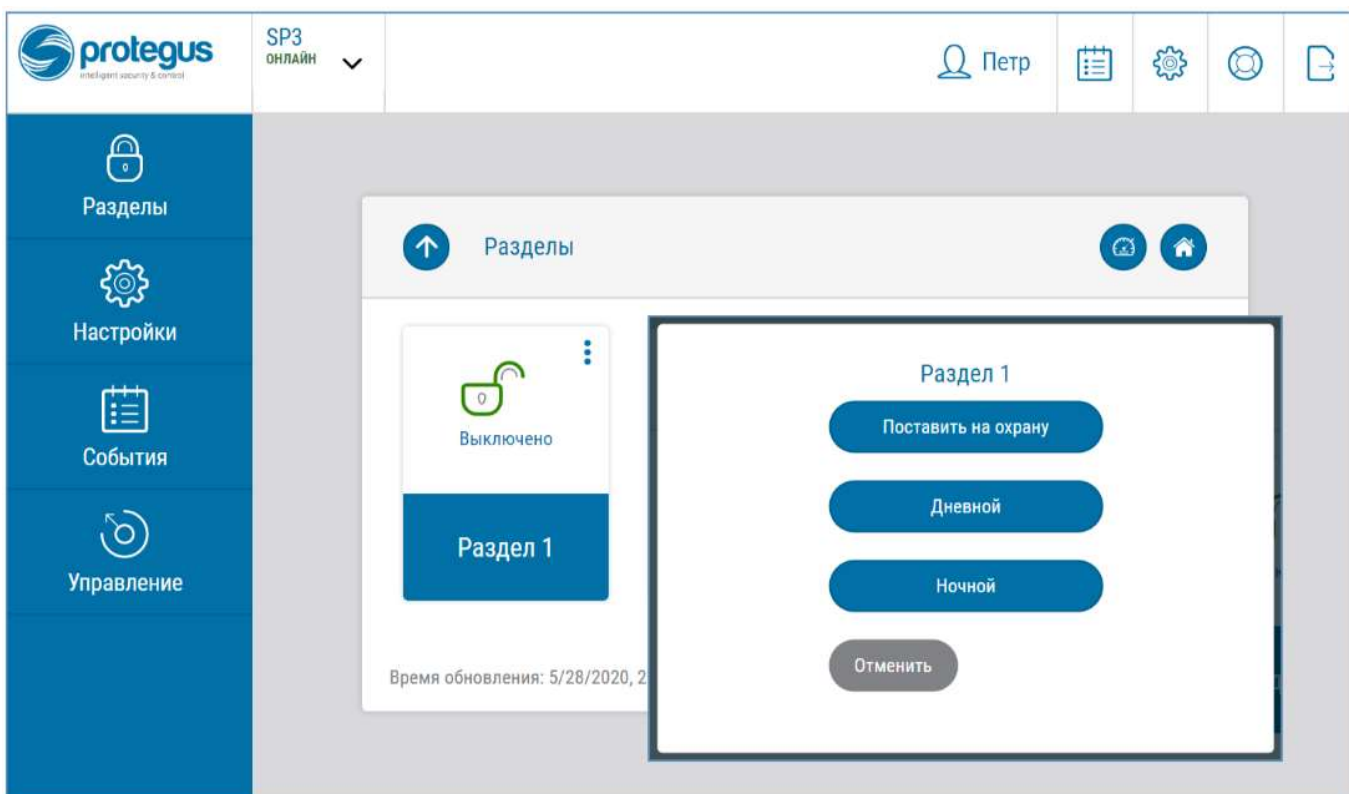 protegus
intelligent security & control
SP3
ОНЛАЙН
Петр
Разделы
Настройки
События
Управление
Разделы
Выключено
Раздел 1
Время обновления: 5/28/2020, 2
Раздел 1
Поставить на охрану
Дневной
Ночной
Отменить